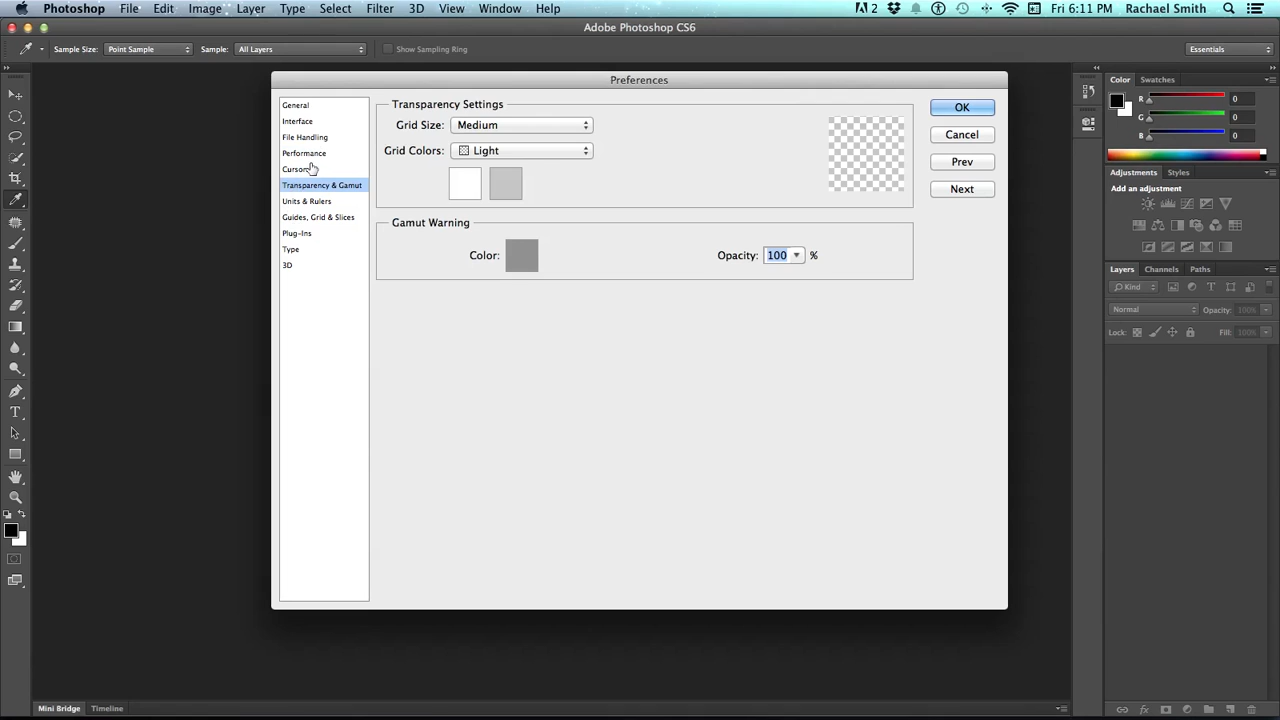 Photoshop File Edit Image Layer Type Select Filter 3D View Window Help 2 Fri 6:11 PM Rachael Smith
Adobe Photoshop CS6
Sample Size: Point Sample Sample: All Layers Show Sampling Ring Essentials
Preferences
General
Interface
File Handling
Performance
Cursors
Transparency & Gamut
Units & Rulers
Guides, Grid & Slices
Plug-Ins
Type
3D
Transparency Settings
Grid Size: Medium
Grid Colors: Light
Gamut Warning
Color: Opacity: 100 %
OK
Cancel
Prev
Next
Color Swatches
R 0
G 0
B 0
Adjustments Styles
Add an adjustment
Layers Channels Paths
Kind
Normal Opacity: 100%
Lock: Fill: 100%
Mini Bridge Timeline